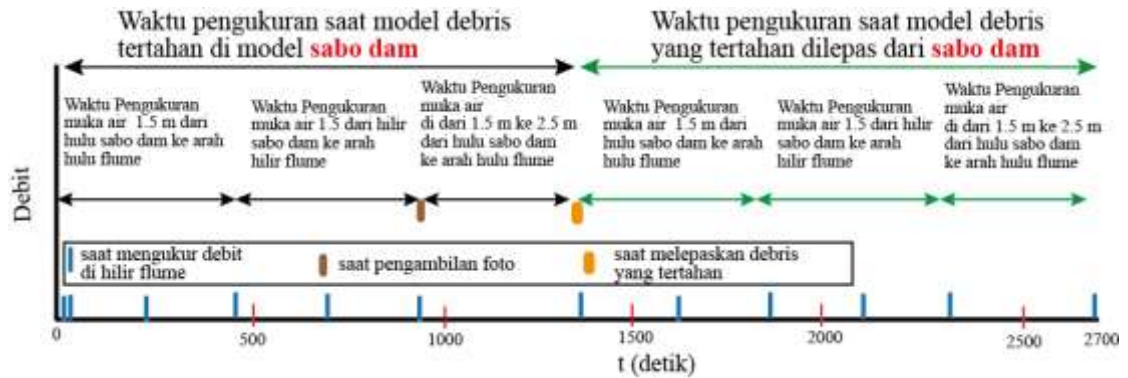 Waktu pengukuran saat model debris
tertahan di model sabo dam
Waktu pengukuran saat model debris
yang tertahan dilepas dari sabo dam
Waktu Pengukuran
muka air 1.5 m dari
hulu sabo dam ke arah
hulu flume
Waktu Pengukuran
muka air 1.5 dari hilir
sabo dam ke arah
hilir flume
Waktu Pengukuran
muka air
di dari 1.5 m ke 2.5 m
dari hulu sabo dam
ke arah hulu flume
Waktu Pengukuran
muka air 1.5 m dari
hulu sabo dam ke arah
hulu flume
Waktu Pengukuran
muka air 1.5 dari hilir
sabo dam ke arah
hilir flume
Waktu Pengukuran
muka air
di dari 1.5 m ke 2.5 m
dari hulu sabo dam
ke arah hulu flume
Debit
saat mengukur debit
di hilir flume
saat pengambilan foto
saat melepaskan debris
yang tertahan
0
500
1000
1500
2000
2500
2700
t (detik)